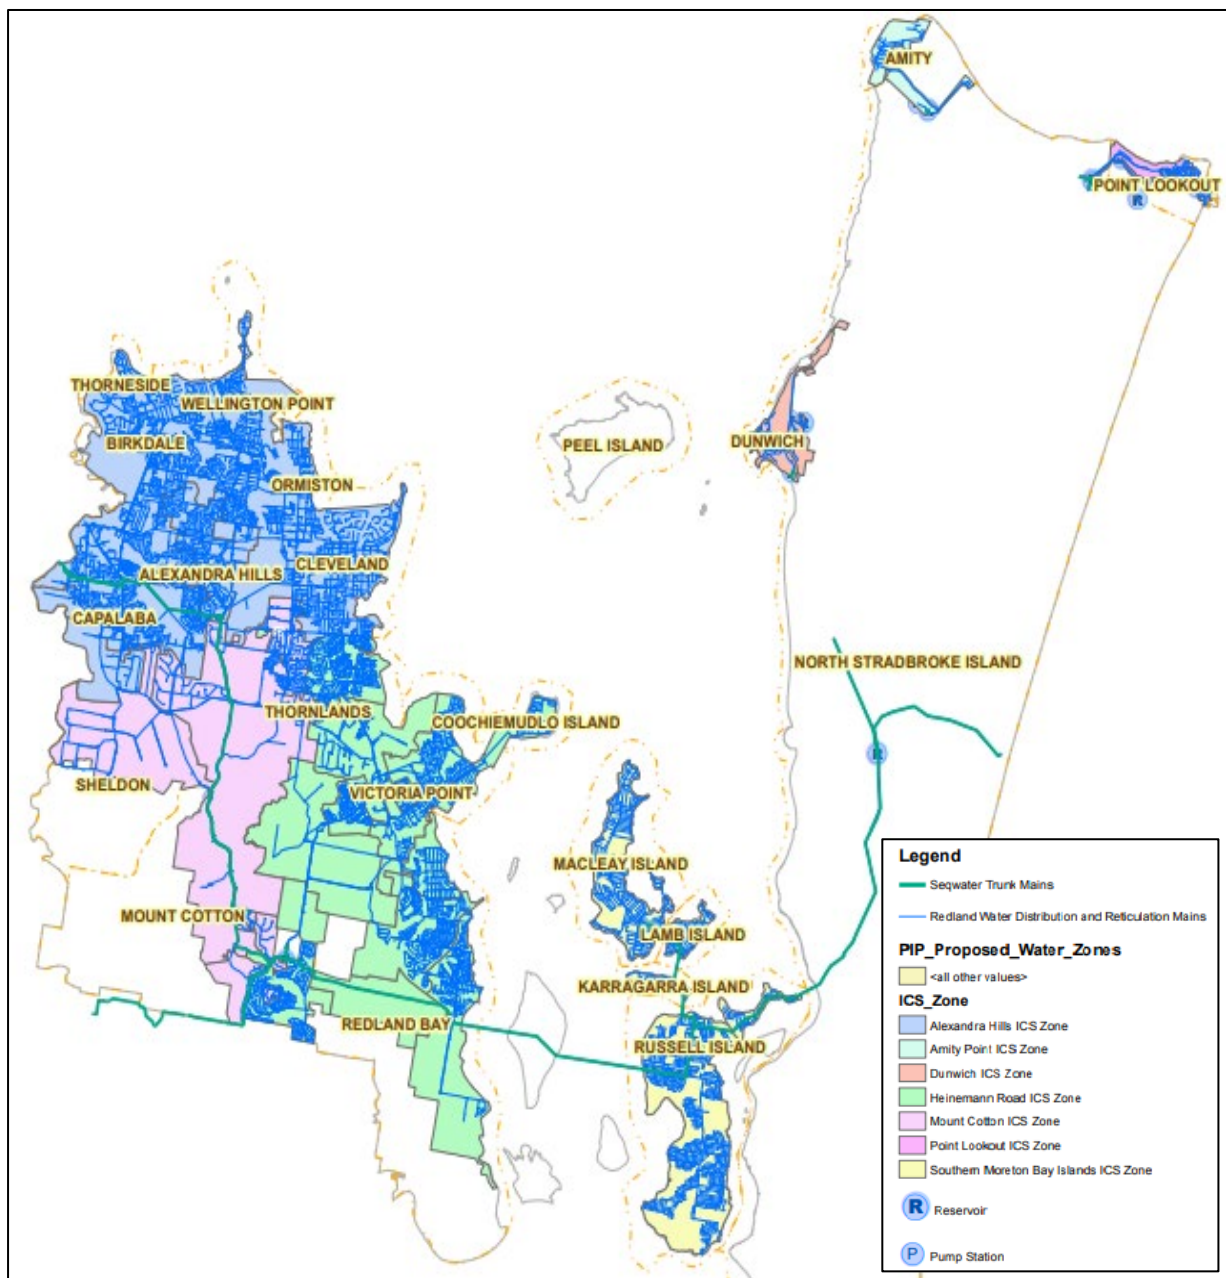 AMITY
POINT LOOKOUT
R
THORNESIDE
WELLINGTON POINT
BIRKDALE
DUNWICH
PEEL ISLAND
ORMISTON
CLEVELAND
ALEXANDRA HILLS
CAPALABA
NORTH STRADBROKE ISLAND
THORNLANDS
COOCHIEMUDLO ISLAND
R
SHELDON
VICTORIA POINT
MACLEAY ISLAND
MOUNT COTTON
LAMB ISLAND
KARRAGARRA ISLAND
REDLAND BAY
RUSSELL ISLAND
Legend
Seqwater Trunk Mains
Redland Water Distribution and Reticulation Mains
PIP_Proposed_Water_Zones
<all other values>
ICS_Zone
Alexandra Hills ICS Zone
Amity Point ICS Zone
Dunwich ICS Zone
Heinemann Road ICS Zone
Mount Cotton ICS Zone
Point Lookout ICS Zone
Southern Moreton Bay Islands ICS Zone
R Reservoir
P Pump Station